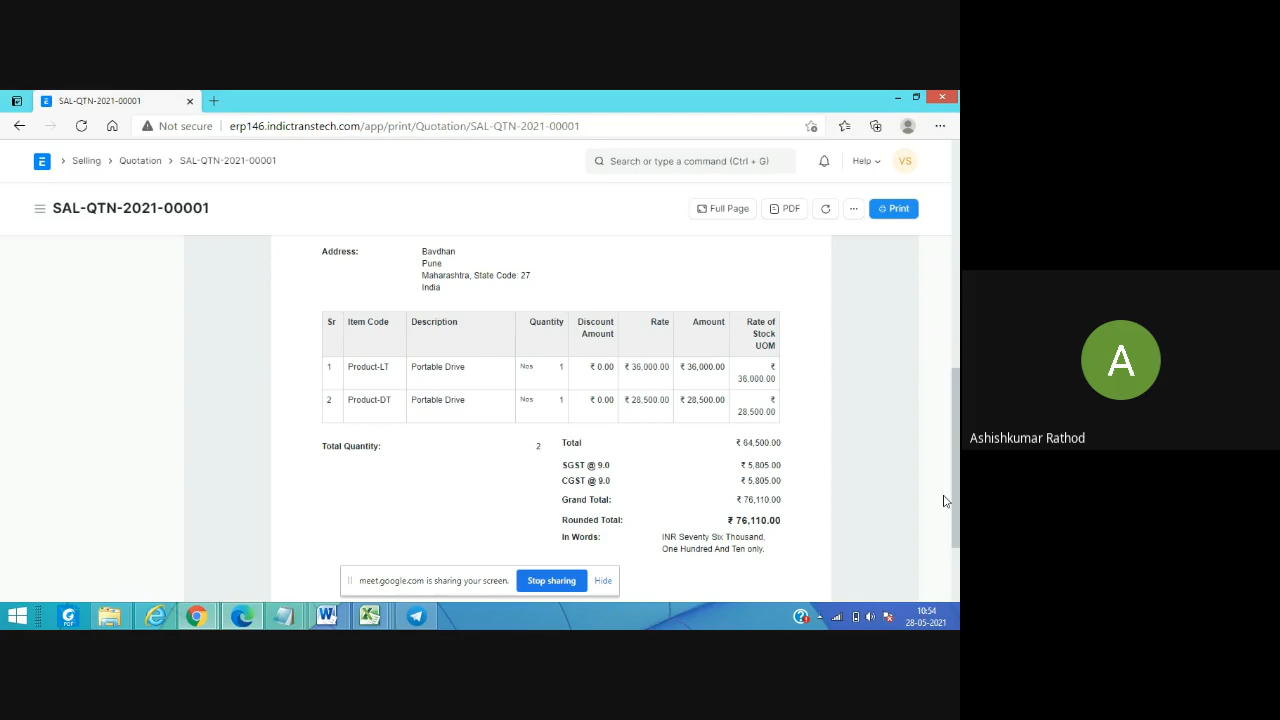 SAL-QTN-2021-00001
Not secure erp146.indictranstech.com/app/print/Quotation/SAL-QTN-2021-00001
E Selling Quotation SAL-QTN-2021-00001 Search or type a command (Ctrl + G) Help VS
SAL-QTN-2021-00001 Full Page PDF ... Print
Address: Bavdhan
Pune
Maharashtra, State Code: 27
India
Sr Item Code Description Quantity Discount Amount Rate Amount Rate of Stock UOM
1 Product-LT Portable Drive Nos 1 ₹ 0.00 ₹ 36,000.00 ₹ 36,000.00 ₹ 36,000.00
2 Product-DT Portable Drive Nos 1 ₹ 0.00 ₹ 28,500.00 ₹ 28,500.00 ₹ 28,500.00
Total Quantity: 2
Total ₹ 64,500.00
SGST @ 9.0 ₹ 5,805.00
CGST @ 9.0 ₹ 5,805.00
Grand Total: ₹ 76,110.00
Rounded Total: ₹ 76,110.00
In Words: INR Seventy Six Thousand,
One Hundred And Ten only.
meet.google.com is sharing your screen. Stop sharing Hide
10:54
28-05-2021
A
Ashishkumar Rathod